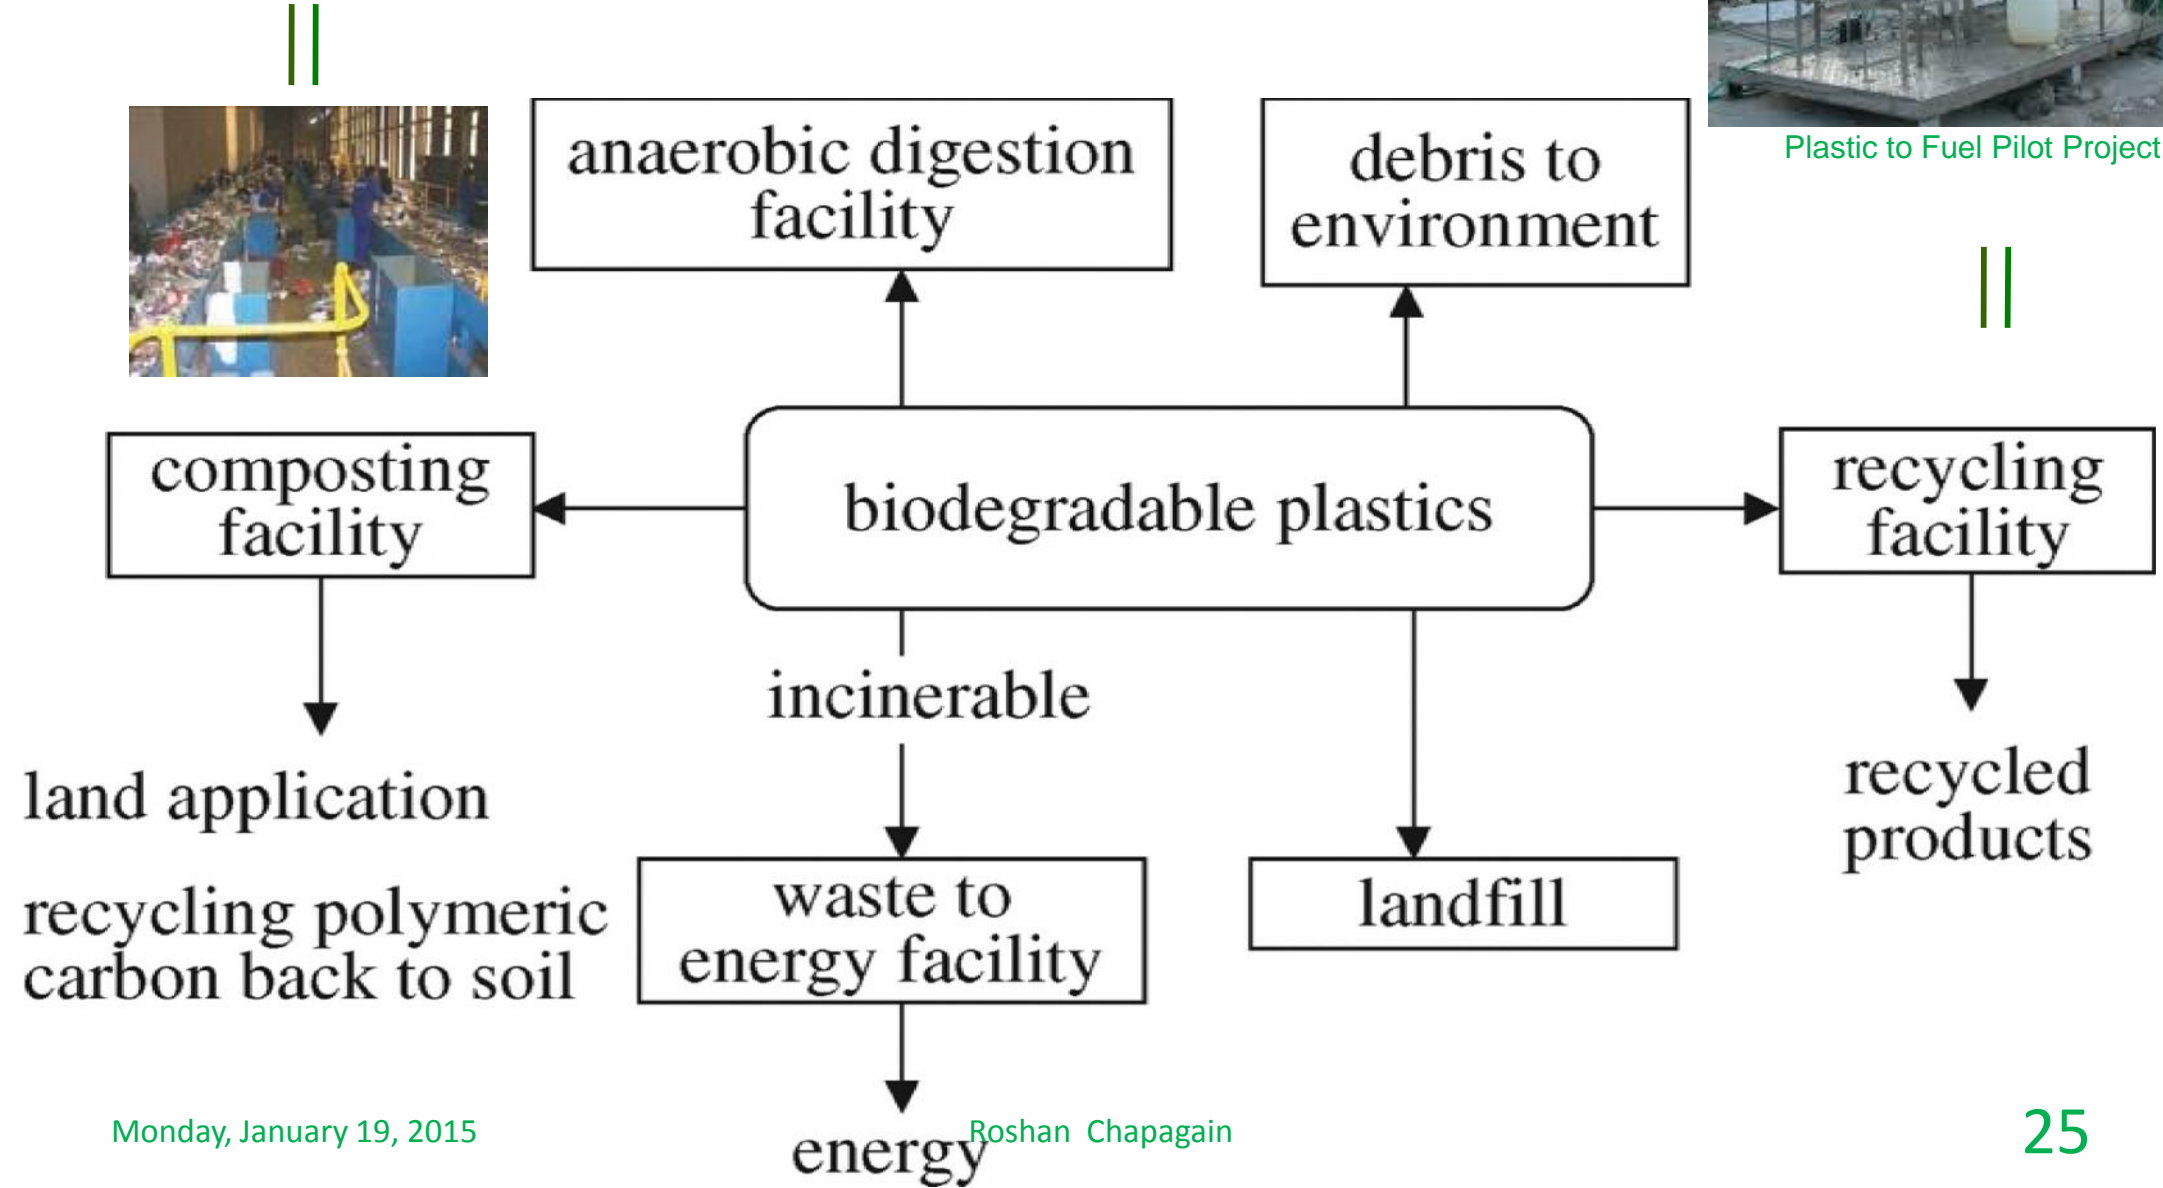 Plastic to Fuel Pilot Project
anaerobic digestion
facility
debris to
environment
composting
facility
biodegradable plastics
recycling
facility
incinerable
land application
recycling polymeric
carbon back to soil
waste to
energy facility
landfill
recycled
products
energy
Monday, January 19, 2015
Roshan Chapagain
25